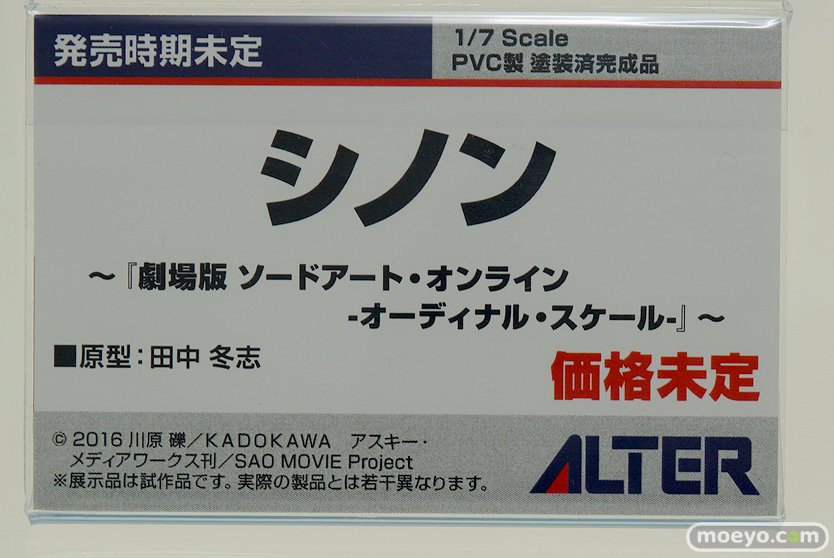 発売時期未定
1/7 Scale
PVC製 塗装済完成品
シノン
～『劇場版 ソードアート・オンライン
-オーディナル・スケール-』～
■原型：田中 冬志
価格未定
© 2016 川原 礫／KADOKAWA アスキー・
メディアワークス刊／SAO MOVIE Project
※展示品は試作品です。実際の製品とは若干異なります。
ALTER
moeyo.com